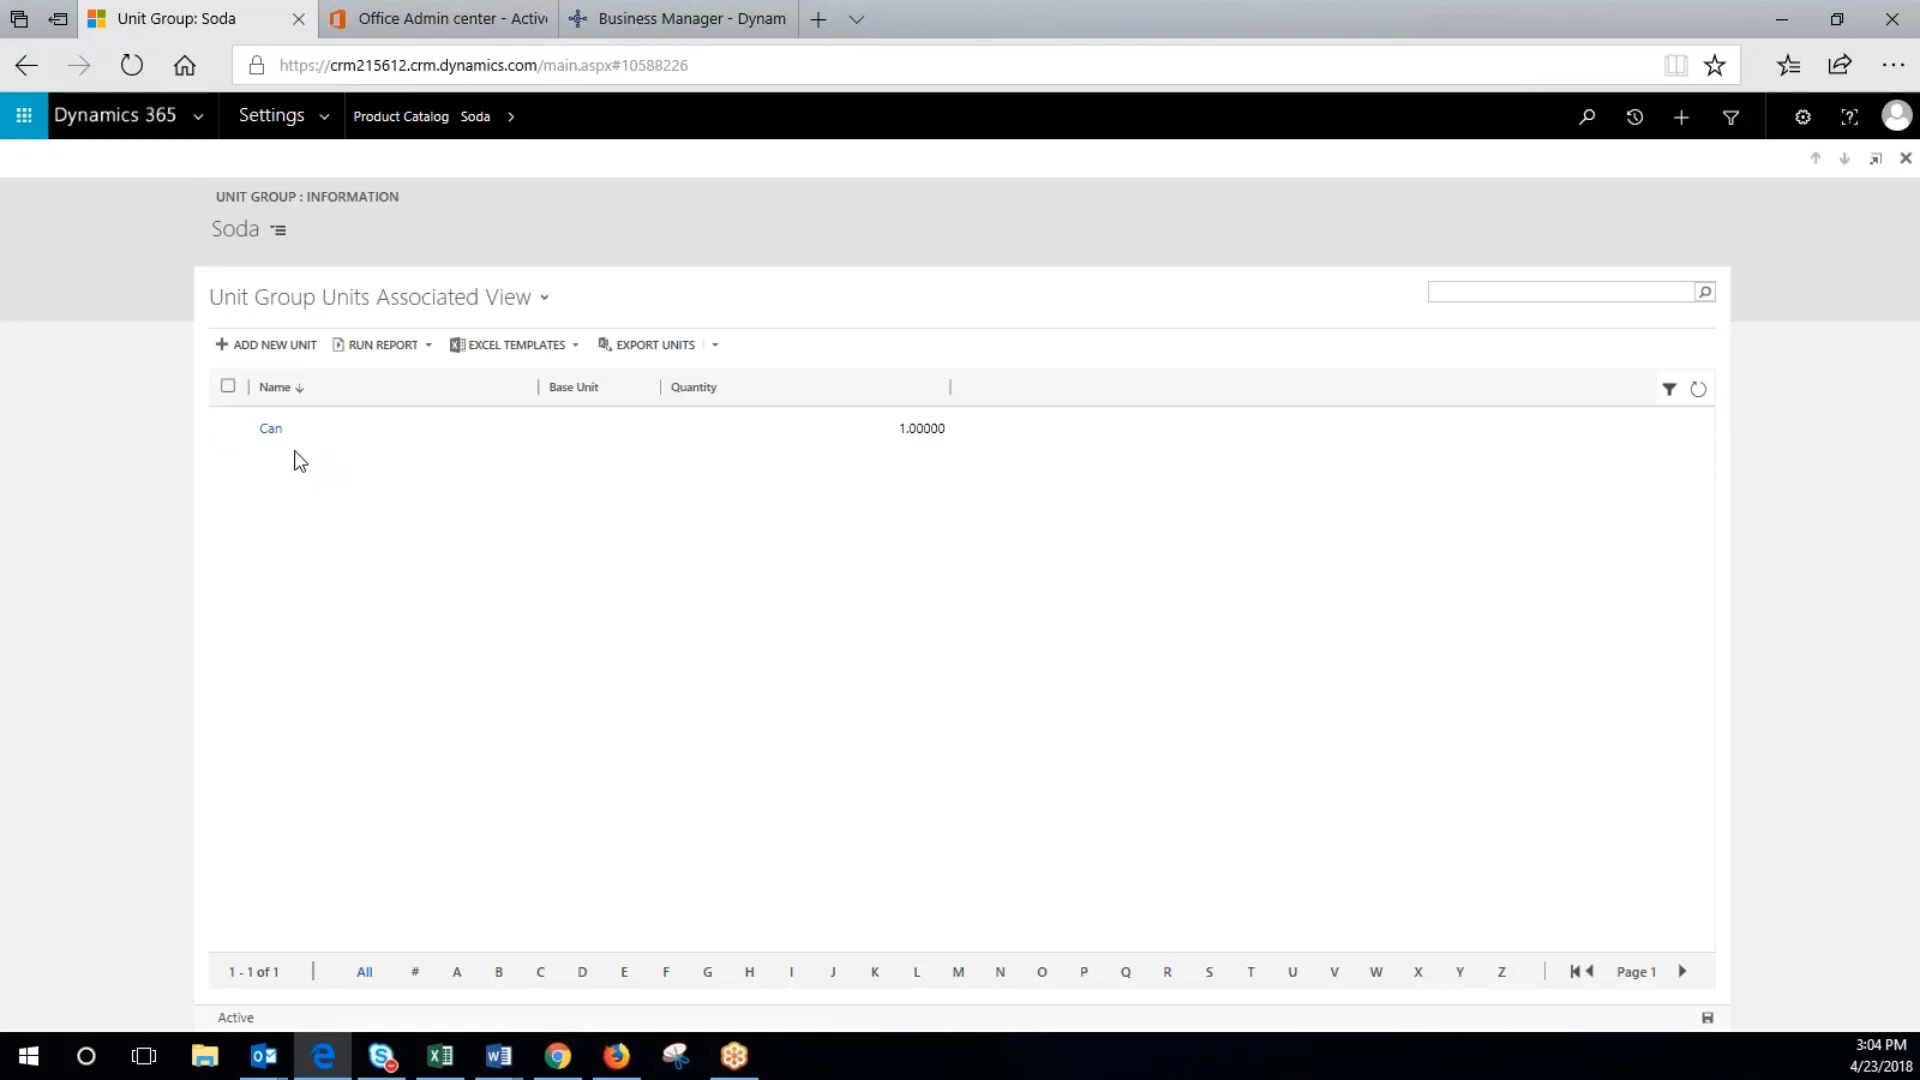 Unit Group: Soda
Office Admin center - Activ
Business Manager - Dynam
https://crm215612.crm.dynamics.com/main.aspx#10588226
Dynamics 365
Settings
Product Catalog
Soda
UNIT GROUP : INFORMATION
Soda
Unit Group Units Associated View
ADD NEW UNIT
RUN REPORT
EXCEL TEMPLATES
EXPORT UNITS
Name
Base Unit
Quantity
Can
1.00000
1 - 1 of 1
All # A B C D E F G H I J K L M N O P Q R S T U V W X Y Z
Page 1
Active
3:04 PM
4/23/2018